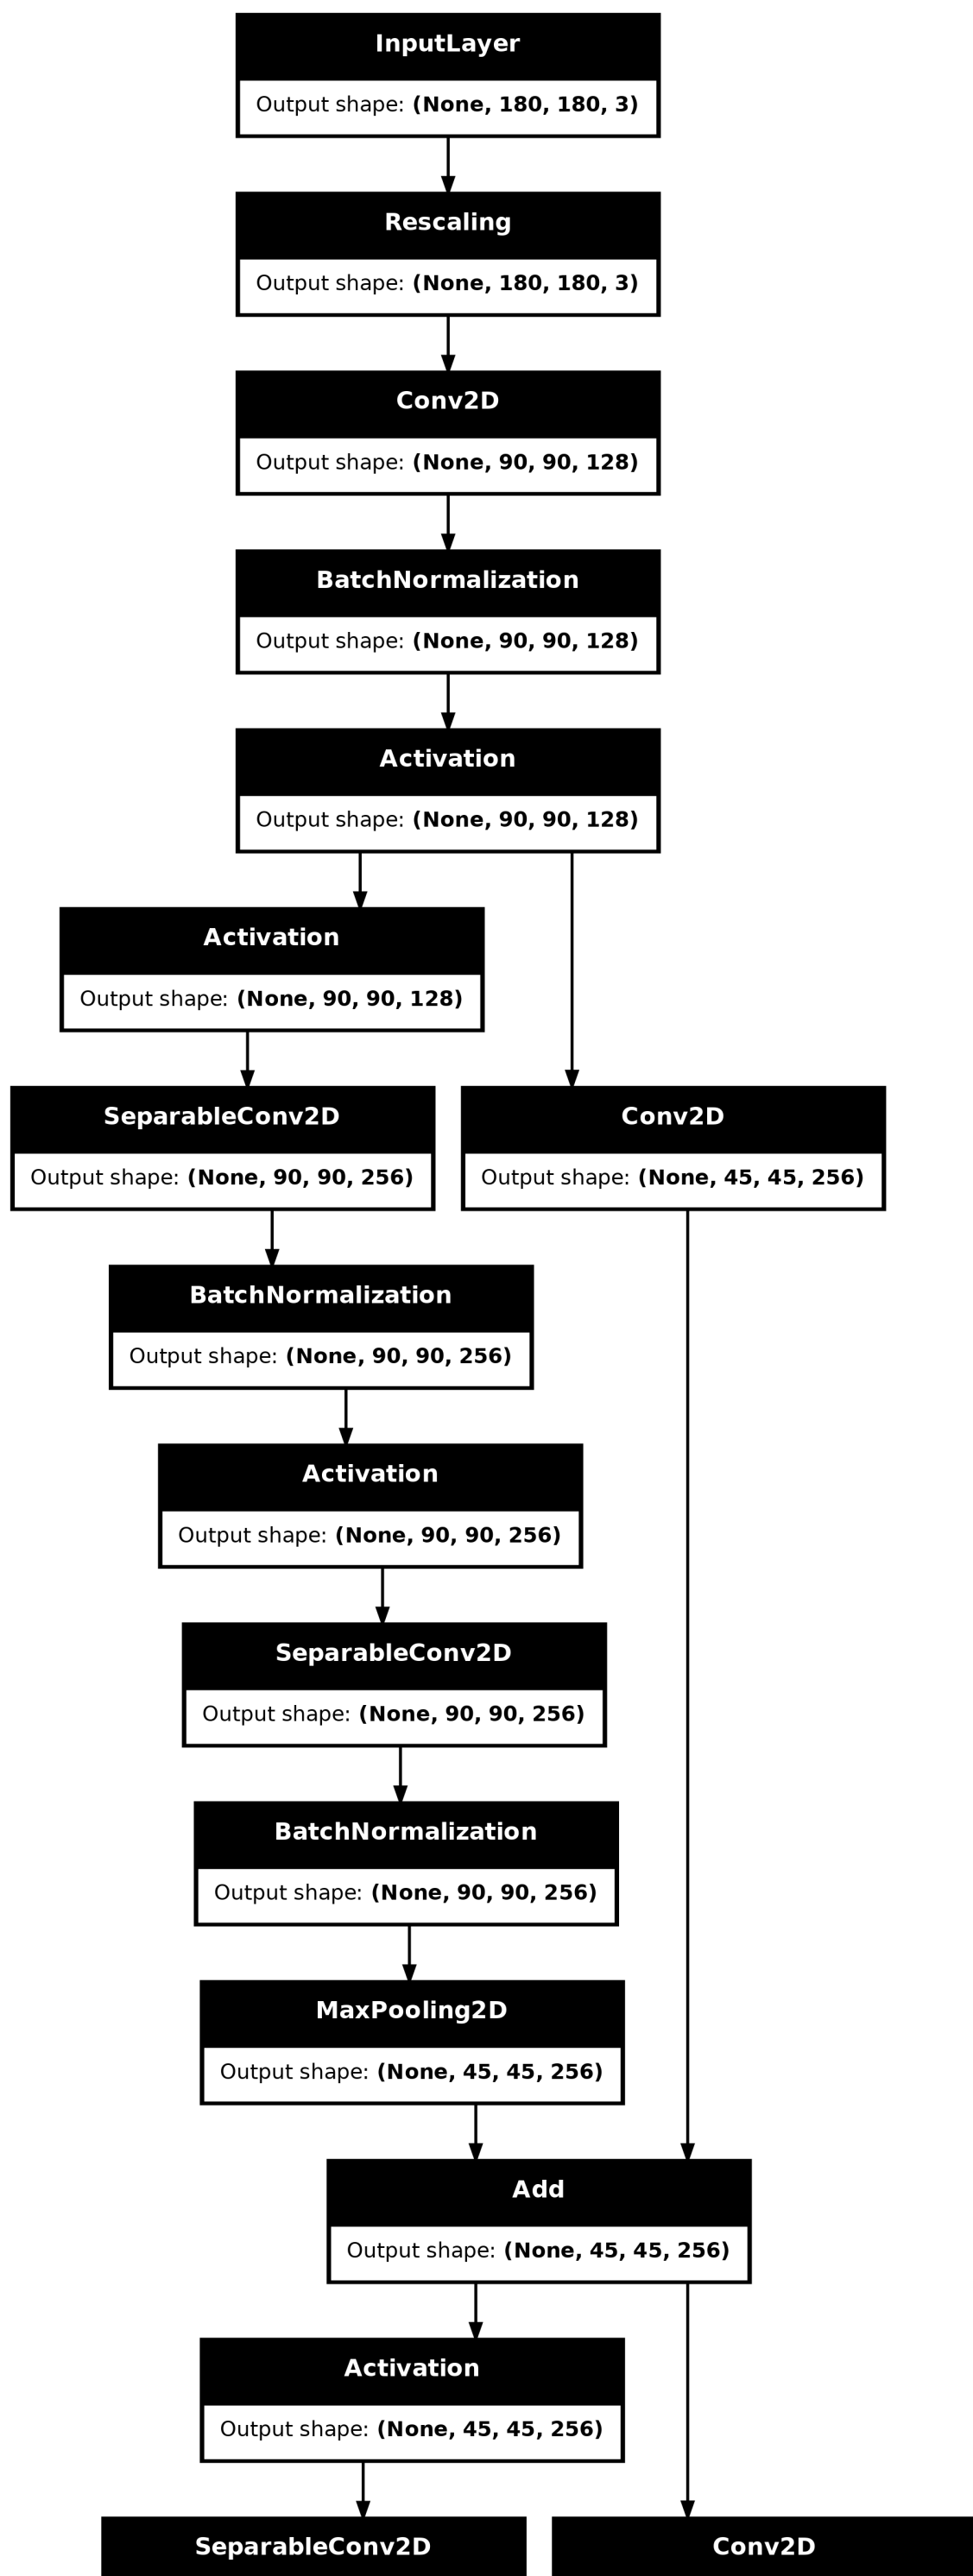 InputLayer
Output shape: (None, 180, 180, 3)
Rescaling
Output shape: (None, 180, 180, 3)
Conv2D
Output shape: (None, 90, 90, 128)
BatchNormalization
Output shape: (None, 90, 90, 128)
Activation
Output shape: (None, 90, 90, 128)
Activation
Output shape: (None, 90, 90, 128)
SeparableConv2D
Output shape: (None, 90, 90, 256)
Conv2D
Output shape: (None, 45, 45, 256)
BatchNormalization
Output shape: (None, 90, 90, 256)
Activation
Output shape: (None, 90, 90, 256)
SeparableConv2D
Output shape: (None, 90, 90, 256)
BatchNormalization
Output shape: (None, 90, 90, 256)
MaxPooling2D
Output shape: (None, 45, 45, 256)
Add
Output shape: (None, 45, 45, 256)
Activation
Output shape: (None, 45, 45, 256)
SeparableConv2D
Conv2D